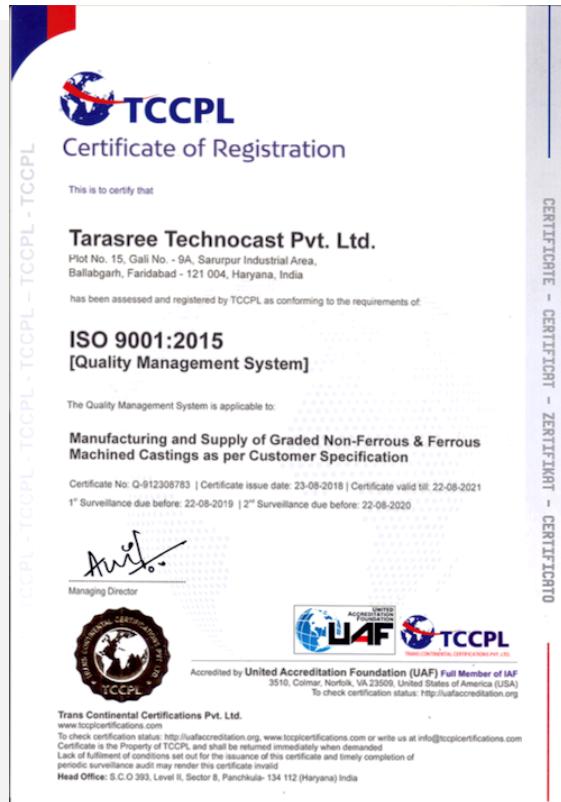 TCCPL
Certificate of Registration
This is to certify that
Tarasree Technocast Pvt. Ltd.
Plot No. 15, Gali No. - 9A, Sarurpur Industrial Area,
Ballabgarh, Faridabad - 121 004, Haryana, India
has been assessed and registered by TCCPL as conforming to the requirements of:
ISO 9001:2015
[Quality Management System]
The Quality Management System is applicable to:
Manufacturing and Supply of Graded Non-Ferrous & Ferrous
Machined Castings as per Customer Specification
Certificate No: Q-912308783 | Certificate issue date: 23-08-2018 | Certificate valid till: 22-08-2021
1st Surveillance due before: 22-08-2019 | 2nd Surveillance due before: 22-08-2020
Managing Director
TRANS CONTINENTAL CERTIFICATIONS PVT. LTD.
TCCPL
UNITED
ACCREDITATION
FOUNDATION
UAF
TCCPL
TRANS CONTINENTAL CERTIFICATIONS PVT. LTD.
Accredited by United Accreditation Foundation (UAF) Full Member of IAF
3510, Colmar, Norfolk, VA 23509, United States of America (USA)
To check certification status: http://uafaccreditation.org
Trans Continental Certifications Pvt. Ltd.
www.tccplcertifications.com
To check certification status: http://uafaccreditation.org, www.tccplcertifications.com or write us at info@tccplcertifications.com
Certificate is the Property of TCCPL and shall be returned immediately when demanded
Lack of fulfilment of conditions set out for the issuance of this certificate and timely completion of
periodic surveillance audit may render this certificate invalid
Head Office: S.C.O 393, Level II, Sector 8, Panchkula- 134 112 (Haryana) India
CCPL - TCCPL - TCCPL - TCCPL - TCCPL - TCCPL
CERTIFICATE - CERTIFICAT - ZERTIFIKAT - CERTIFICATO